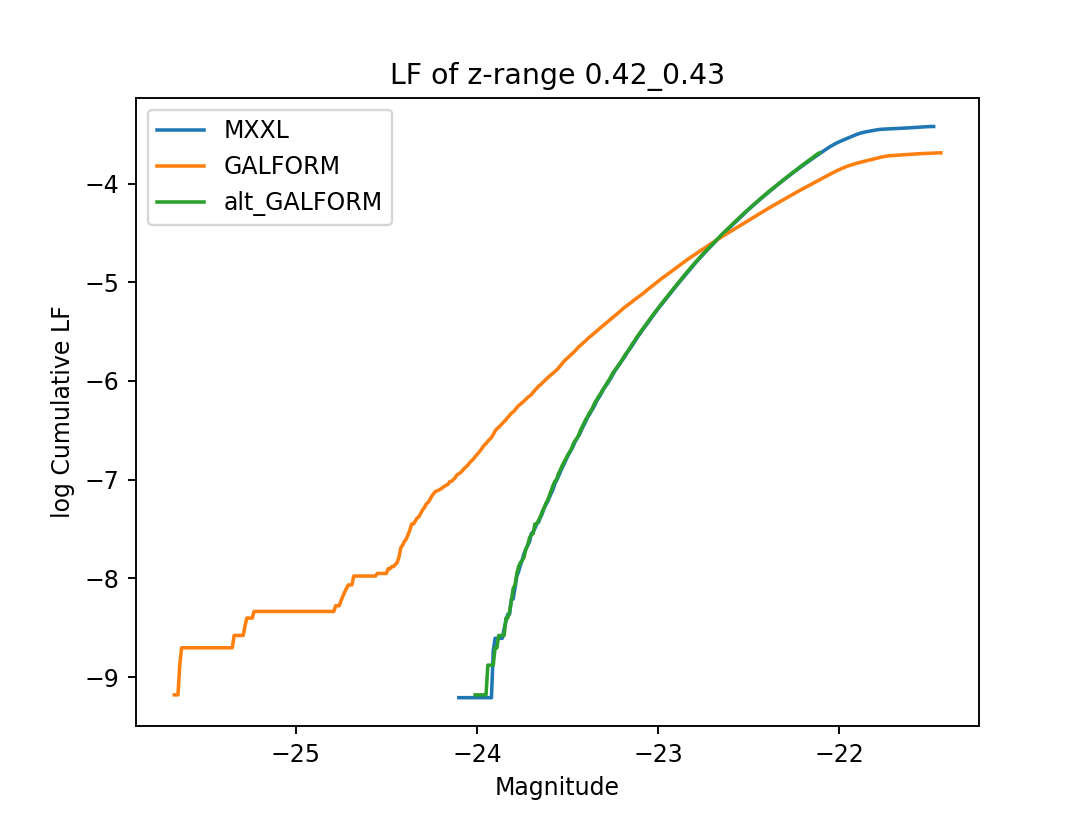 LF of z-range 0.42_0.43
MXXL
GALFORM
alt_GALFORM
−4
−5
−6
−7
−8
−9
log Cumulative LF
−25
−24
−23
−22
Magnitude